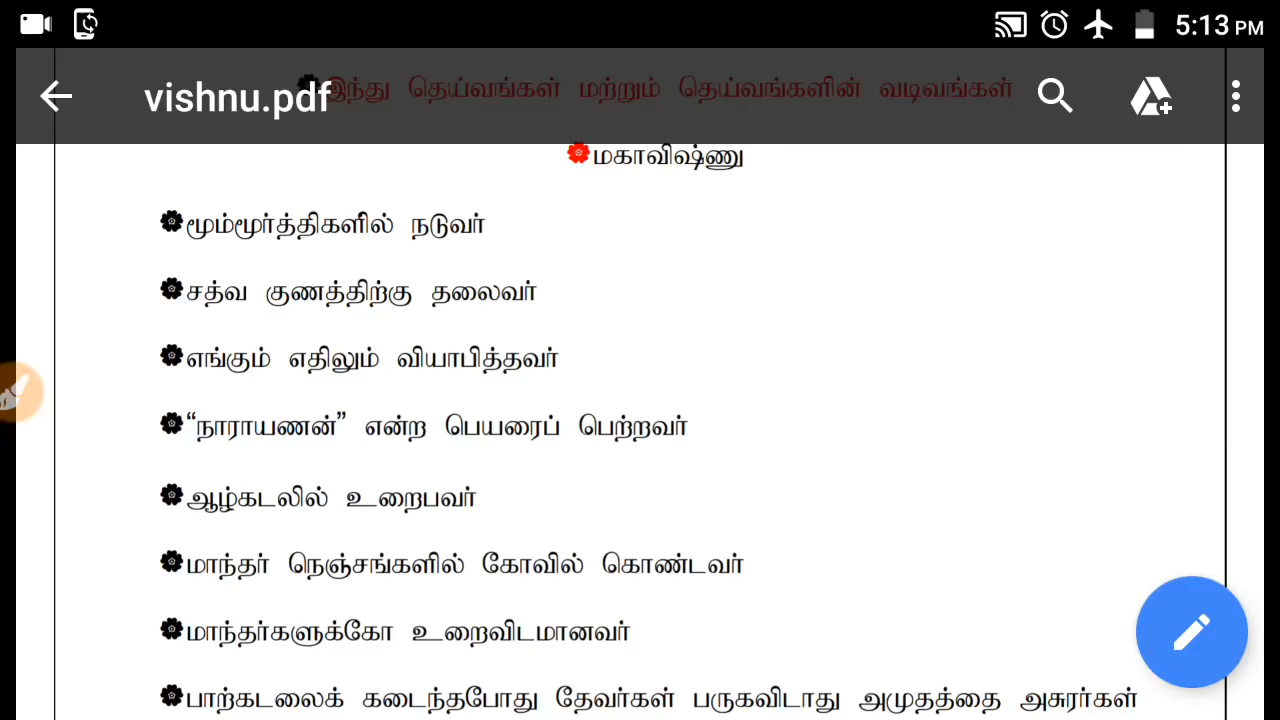 5:13 PM
இந்து தெய்வங்கள் மற்றும் தெய்வங்களின் வடிவங்கள்
vishnu.pdf
மகாவிஷ்ணு
மூம்மூர்த்திகளில் நடுவர்
சத்வ குணத்திற்கு தலைவர்
எங்கும் எதிலும் வியாபித்தவர்
“நாராயணன்” என்ற பெயரைப் பெற்றவர்
ஆழ்கடலில் உறைபவர்
மாந்தர் நெஞ்சங்களில் கோவில் கொண்டவர்
மாந்தர்களுக்கோ உறைவிடமானவர்
பாற்கடலைக் கடைந்தபோது தேவர்கள் பருகவிடாது அமுதத்தை அசுரர்கள்